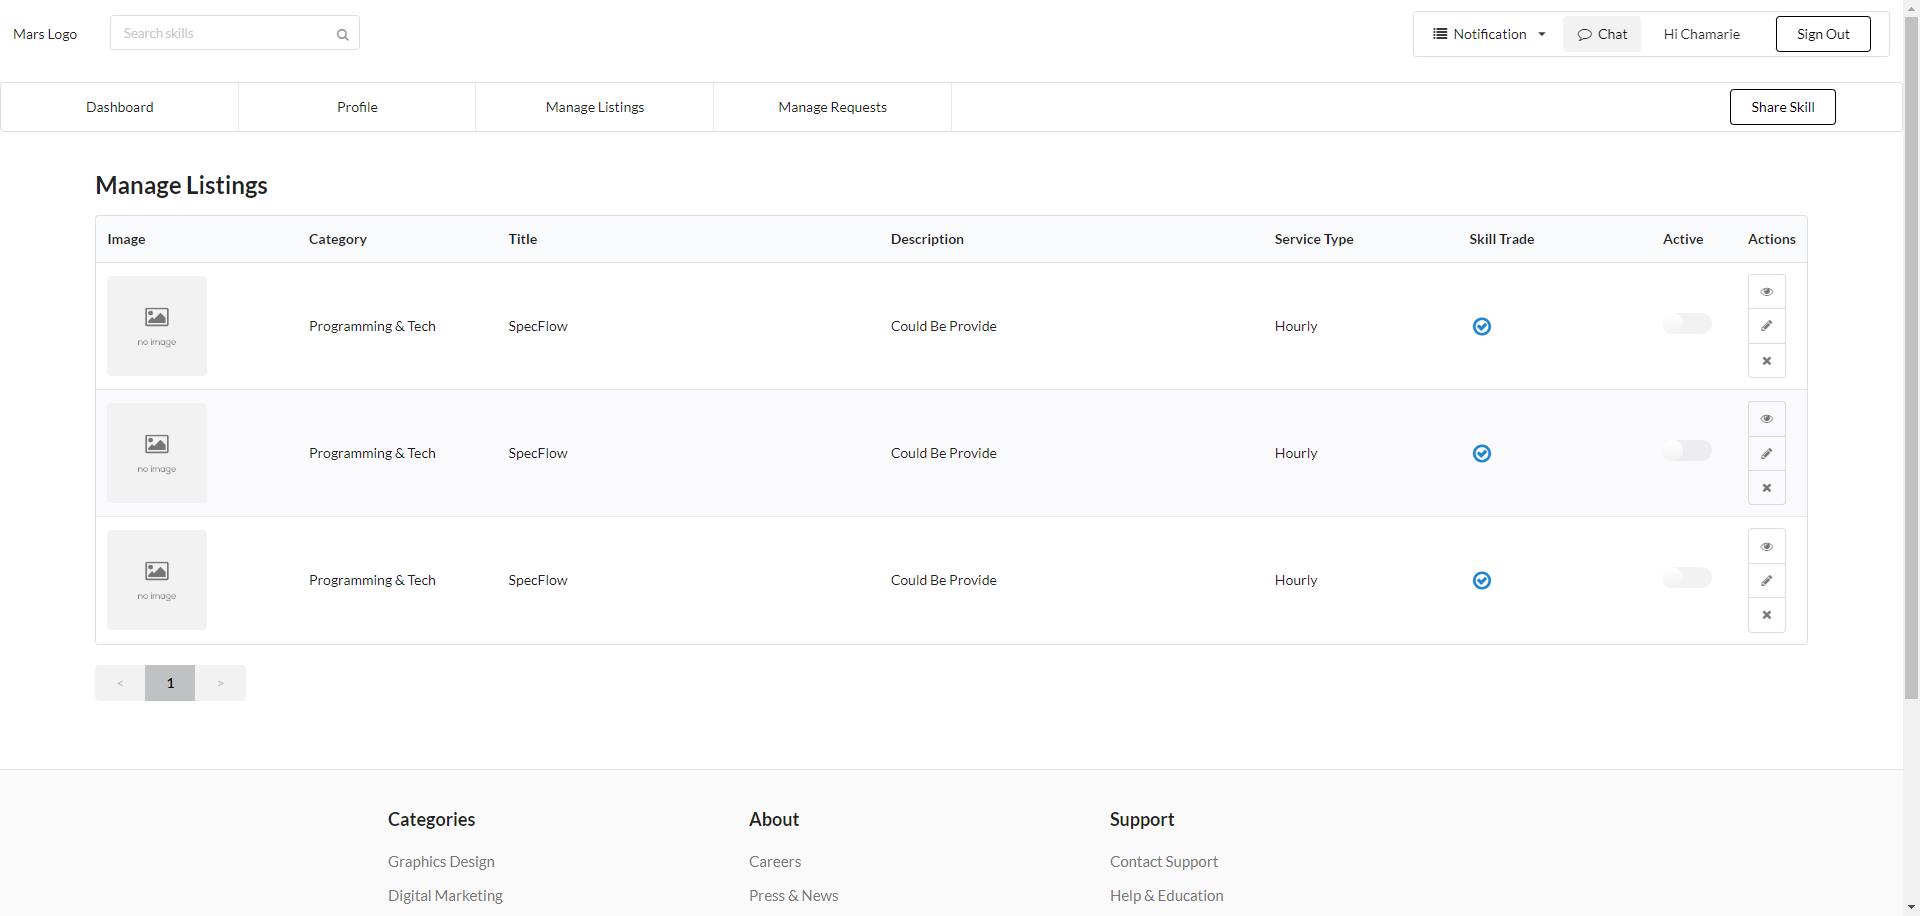 Mars Logo
Search skills
Notification
Chat
Hi Chamarie
Sign Out
Dashboard
Profile
Manage Listings
Manage Requests
Share Skill
Manage Listings
Image Category Title Description Service Type Skill Trade Active Actions
no image
Programming & Tech SpecFlow Could Be Provide Hourly
no image
Programming & Tech SpecFlow Could Be Provide Hourly
no image
Programming & Tech SpecFlow Could Be Provide Hourly
< 1 >
Categories
Graphics Design
Digital Marketing
About
Careers
Press & News
Support
Contact Support
Help & Education